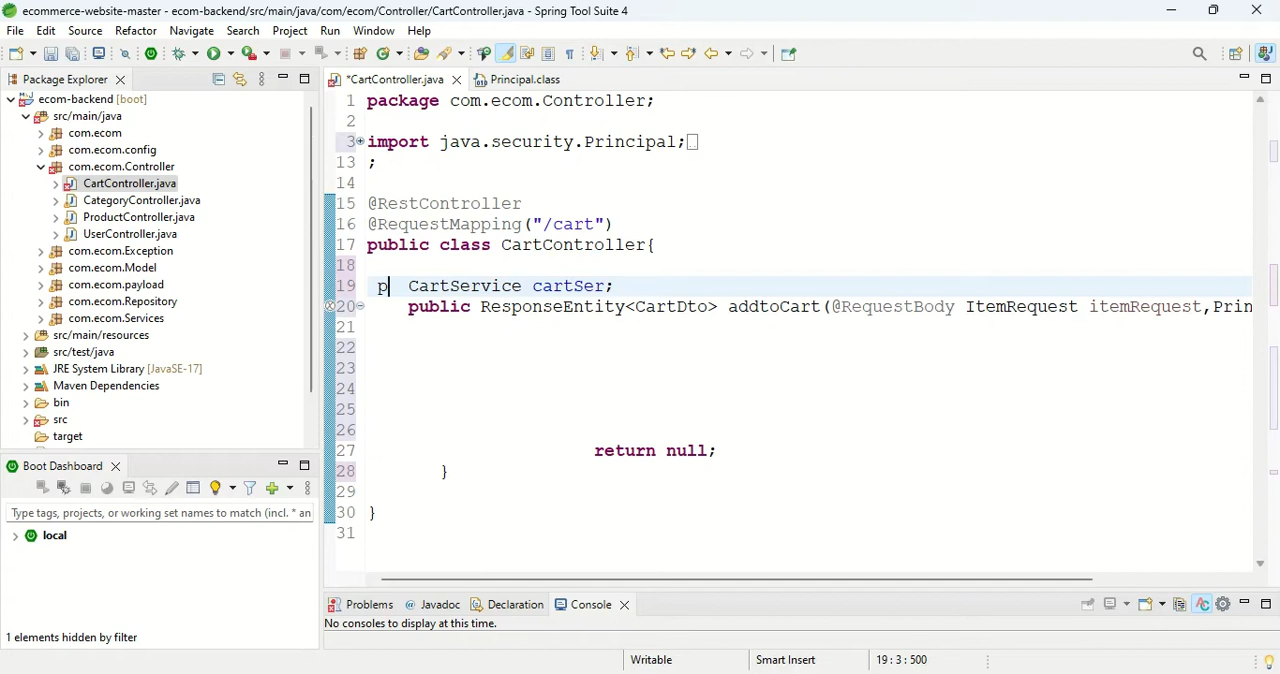 ecommerce-website-master - ecom-backend/src/main/java/com/ecom/Controller/CartController.java - Spring Tool Suite 4
File Edit Source Refactor Navigate Search Project Run Window Help
Package Explorer
*CartController.java Principal.class
ecom-backend [boot]
src/main/java
com.ecom
com.ecom.config
com.ecom.Controller
CartController.java
CategoryController.java
ProductController.java
UserController.java
com.ecom.Exception
com.ecom.Model
com.ecom.payload
com.ecom.Repository
com.ecom.Services
src/main/resources
src/test/java
JRE System Library [JavaSE-17]
Maven Dependencies
bin
src
target
1 package com.ecom.Controller;
2
3 import java.security.Principal;
13 ;
14
15 @RestController
16 @RequestMapping("/cart")
17 public class CartController{
18
19 p CartService cartSer;
20 public ResponseEntity<CartDto> addtoCart(@RequestBody ItemRequest itemRequest,Prin
21
22
23
24
25
26
27 return null;
28 }
29
30 }
31
Boot Dashboard
Type tags, projects, or working set names to match (incl. * an
local
1 elements hidden by filter
Problems @ Javadoc Declaration Console
No consoles to display at this time.
Writable Smart Insert 19 : 3 : 500